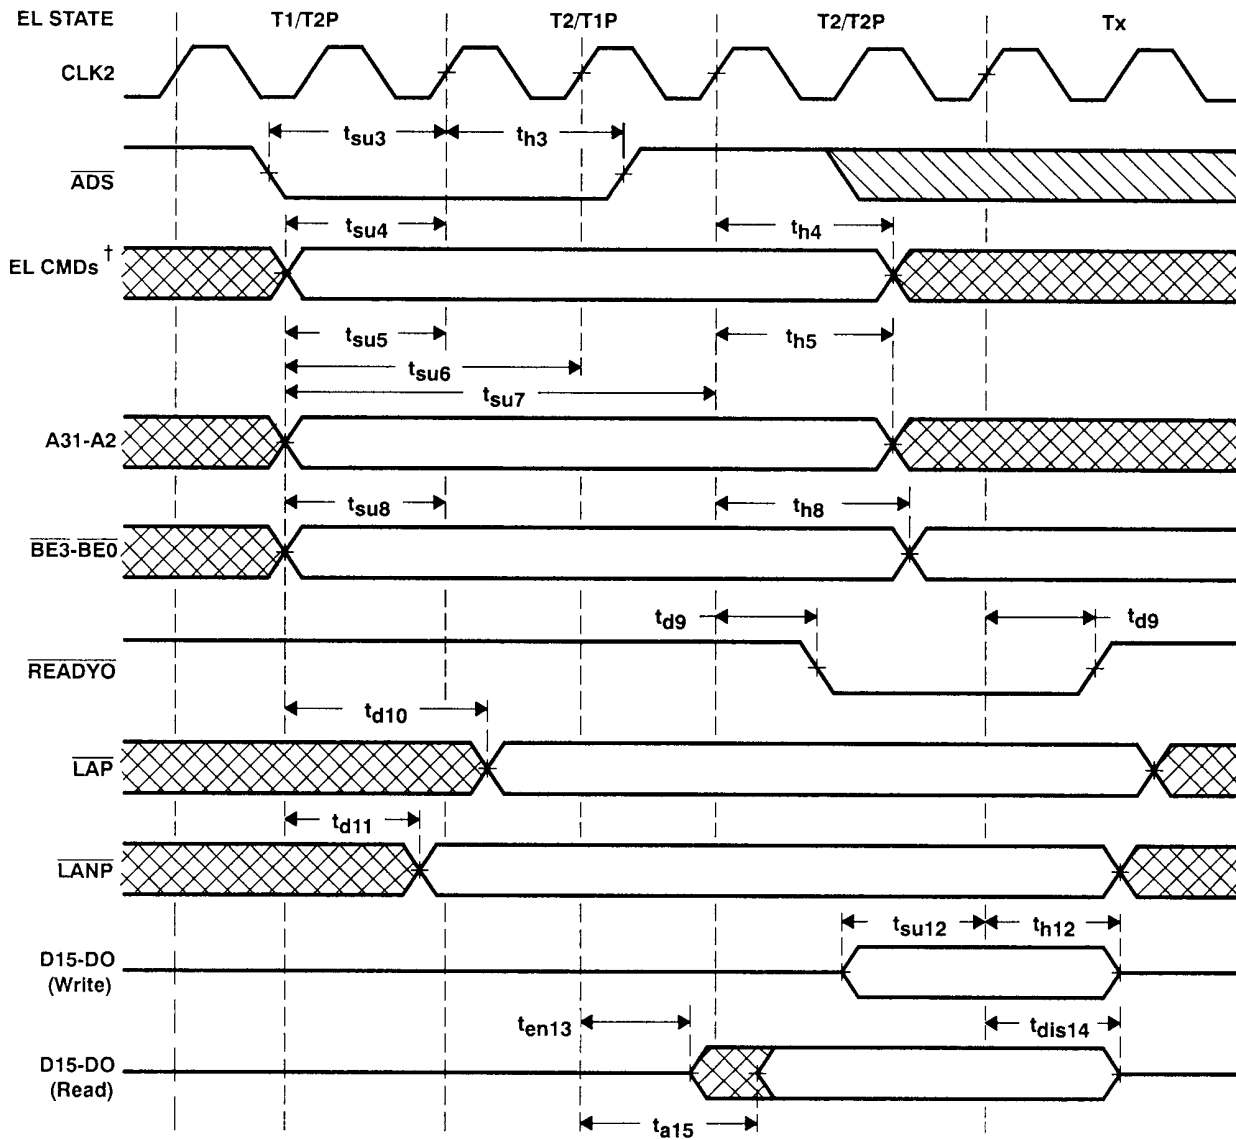 EL STATE T1/T2P T2/T1P T2/T2P Tx
CLK2
tsu3 th3
ADS
tsu4 th4
EL CMDs †
tsu5 th5
tsu6
tsu7
A31-A2
tsu8 th8
BE3-BE0
td9 td9
READYO
td10
LAP
td11
LANP
tsu12 th12
D15-DO
(Write)
ten13 tdis14
D15-DO
(Read)
ta15